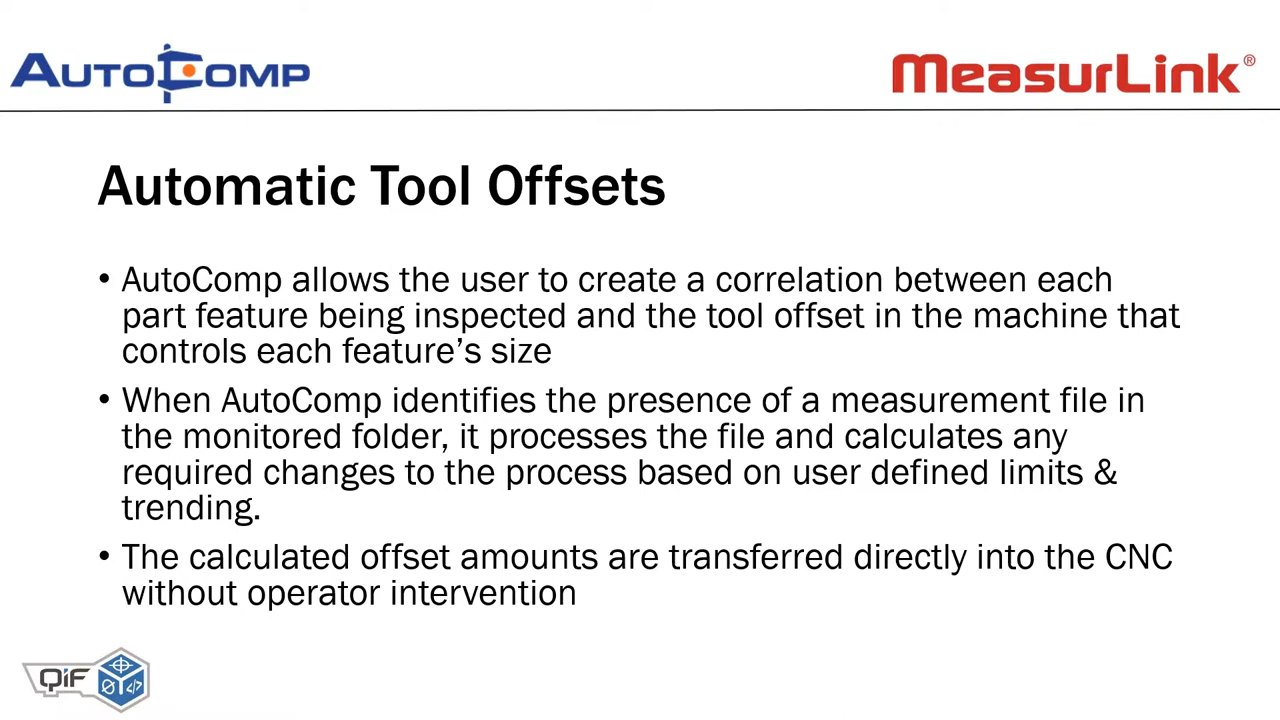 AUTOCOMP
MeasurLink®
Automatic Tool Offsets
• AutoComp allows the user to create a correlation between each
part feature being inspected and the tool offset in the machine that
controls each feature’s size
• When AutoComp identifies the presence of a measurement file in
the monitored folder, it processes the file and calculates any
required changes to the process based on user defined limits &
trending.
• The calculated offset amounts are transferred directly into the CNC
without operator intervention
QiF